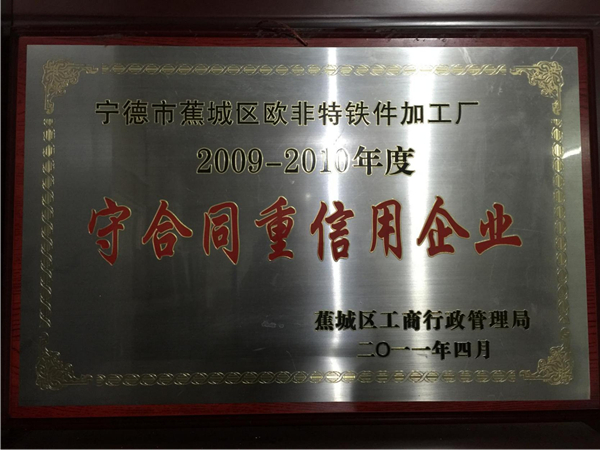 宁德市蕉城区欧非特铁件加工厂
2009-2010年度
守合同重信用企业
蕉城区工商行政管理局
二〇一一年四月